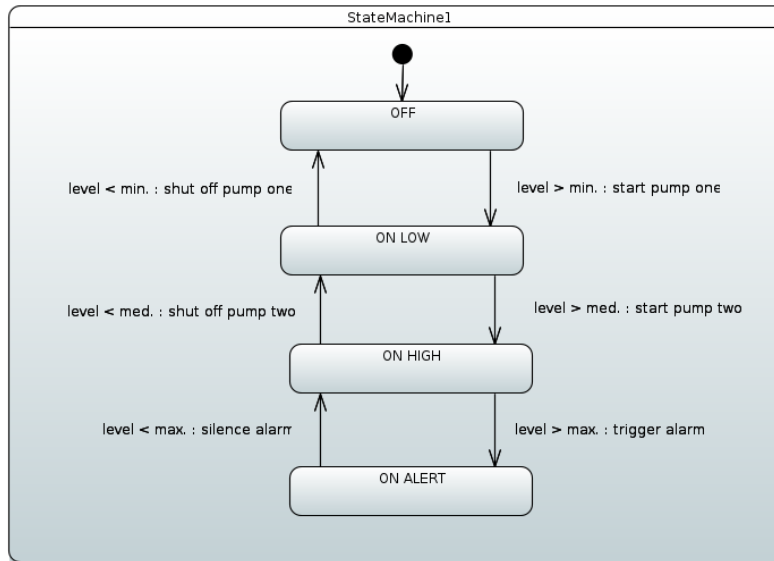 StateMachine1
OFF
level < min. : shut off pump one
level > min. : start pump one
ON LOW
level < med. : shut off pump two
level > med. : start pump two
ON HIGH
level < max. : silence alarm
level > max. : trigger alarm
ON ALERT